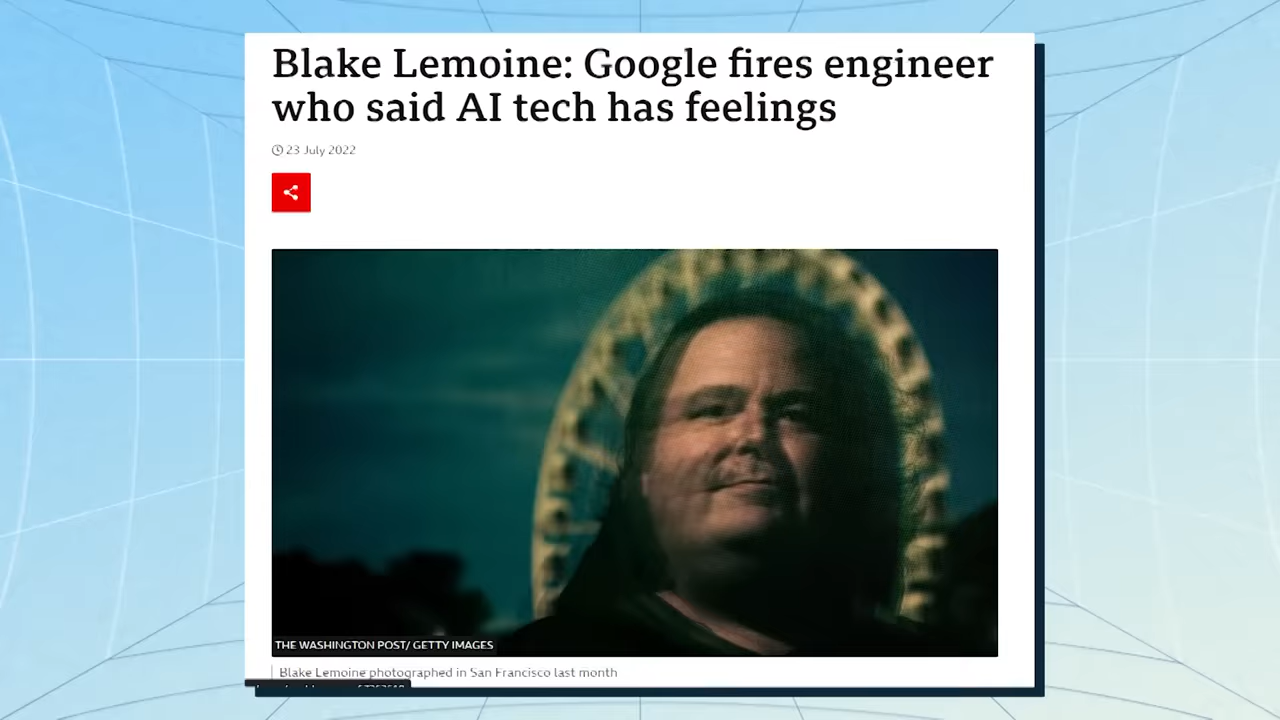 Blake Lemoine: Google fires engineer
who said AI tech has feelings
23 July 2022
THE WASHINGTON POST/ GETTY IMAGES
Blake Lemoine photographed in San Francisco last month